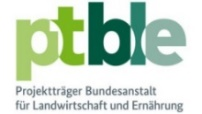 ptble
Projektträger Bundesanstalt
für Landwirtschaft und Ernährung